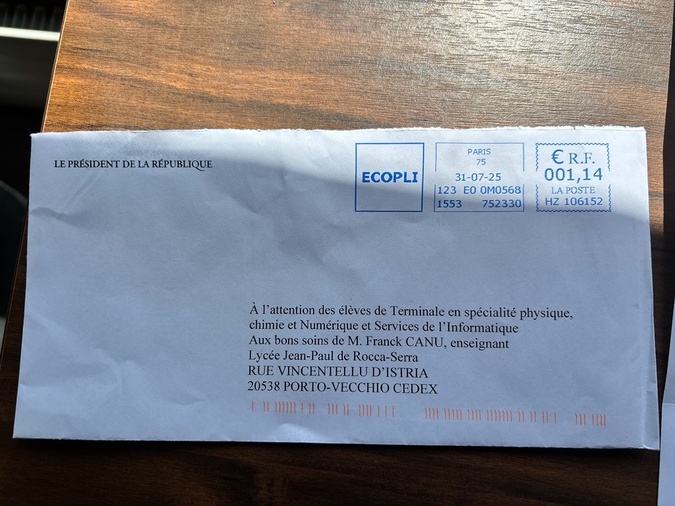 LE PRÉSIDENT DE LA RÉPUBLIQUE
ECOPLI
PARIS
75
31-07-25
123 E0 0M0568
1553 752330
€ R.F.
001,14
LA POSTE
HZ 106152
À l’attention des élèves de Terminale en spécialité physique,
chimie et Numérique et Services de l’Informatique
Aux bons soins de M. Franck CANU, enseignant
Lycée Jean-Paul de Rocca-Serra
RUE VINCENTELLU D’ISTRIA
20538 PORTO-VECCHIO CEDEX